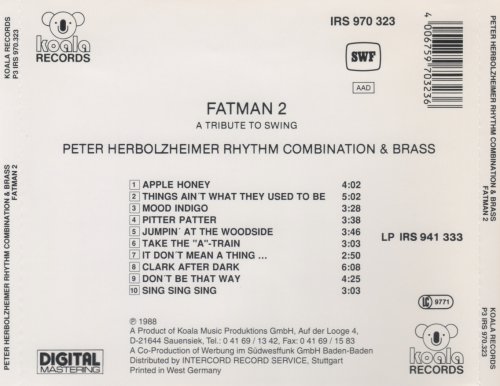 KOALA RECORDS
P3 IRS 970.323
PETER HERBOLZHEIMER RHYTHM COMBINATION & BRASS
FATMAN 2
koala
RECORDS
IRS 970 323
SWF
AAD
4 006759 703236
FATMAN 2
A TRIBUTE TO SWING
PETER HERBOLZHEIMER RHYTHM COMBINATION & BRASS
1 APPLE HONEY 4:02
2 THINGS AIN´T WHAT THEY USED TO BE 5:02
3 MOOD INDIGO 3:28
4 PITTER PATTER 3:38
5 JUMPIN´ AT THE WOODSIDE 3:46
6 TAKE THE "A"-TRAIN 3:03
7 IT DON´T MEAN A THING ... 5:29
8 CLARK AFTER DARK 6:08
9 DON´T BE THAT WAY 4:25
10 SING SING SING 3:03
LP IRS 941 333
LC 9771
℗ 1988
A Product of Koala Music Produktions GmbH, Auf der Looge 4,
D-21644 Sauensiek, Tel.: 0 41 69 / 13 42, Fax: 0 41 69 / 15 83
A Co-Production of Werbung im Südwestfunk GmbH Baden-Baden
Distributed by INTERCORD RECORD SERVICE, Stuttgart
Printed in West Germany
DIGITAL
MASTERING
koala
RECORDS
PETER HERBOLZHEIMER RHYTHM COMBINATION & BRASS
FATMAN 2
KOALA RECORDS
P3 IRS 970.323